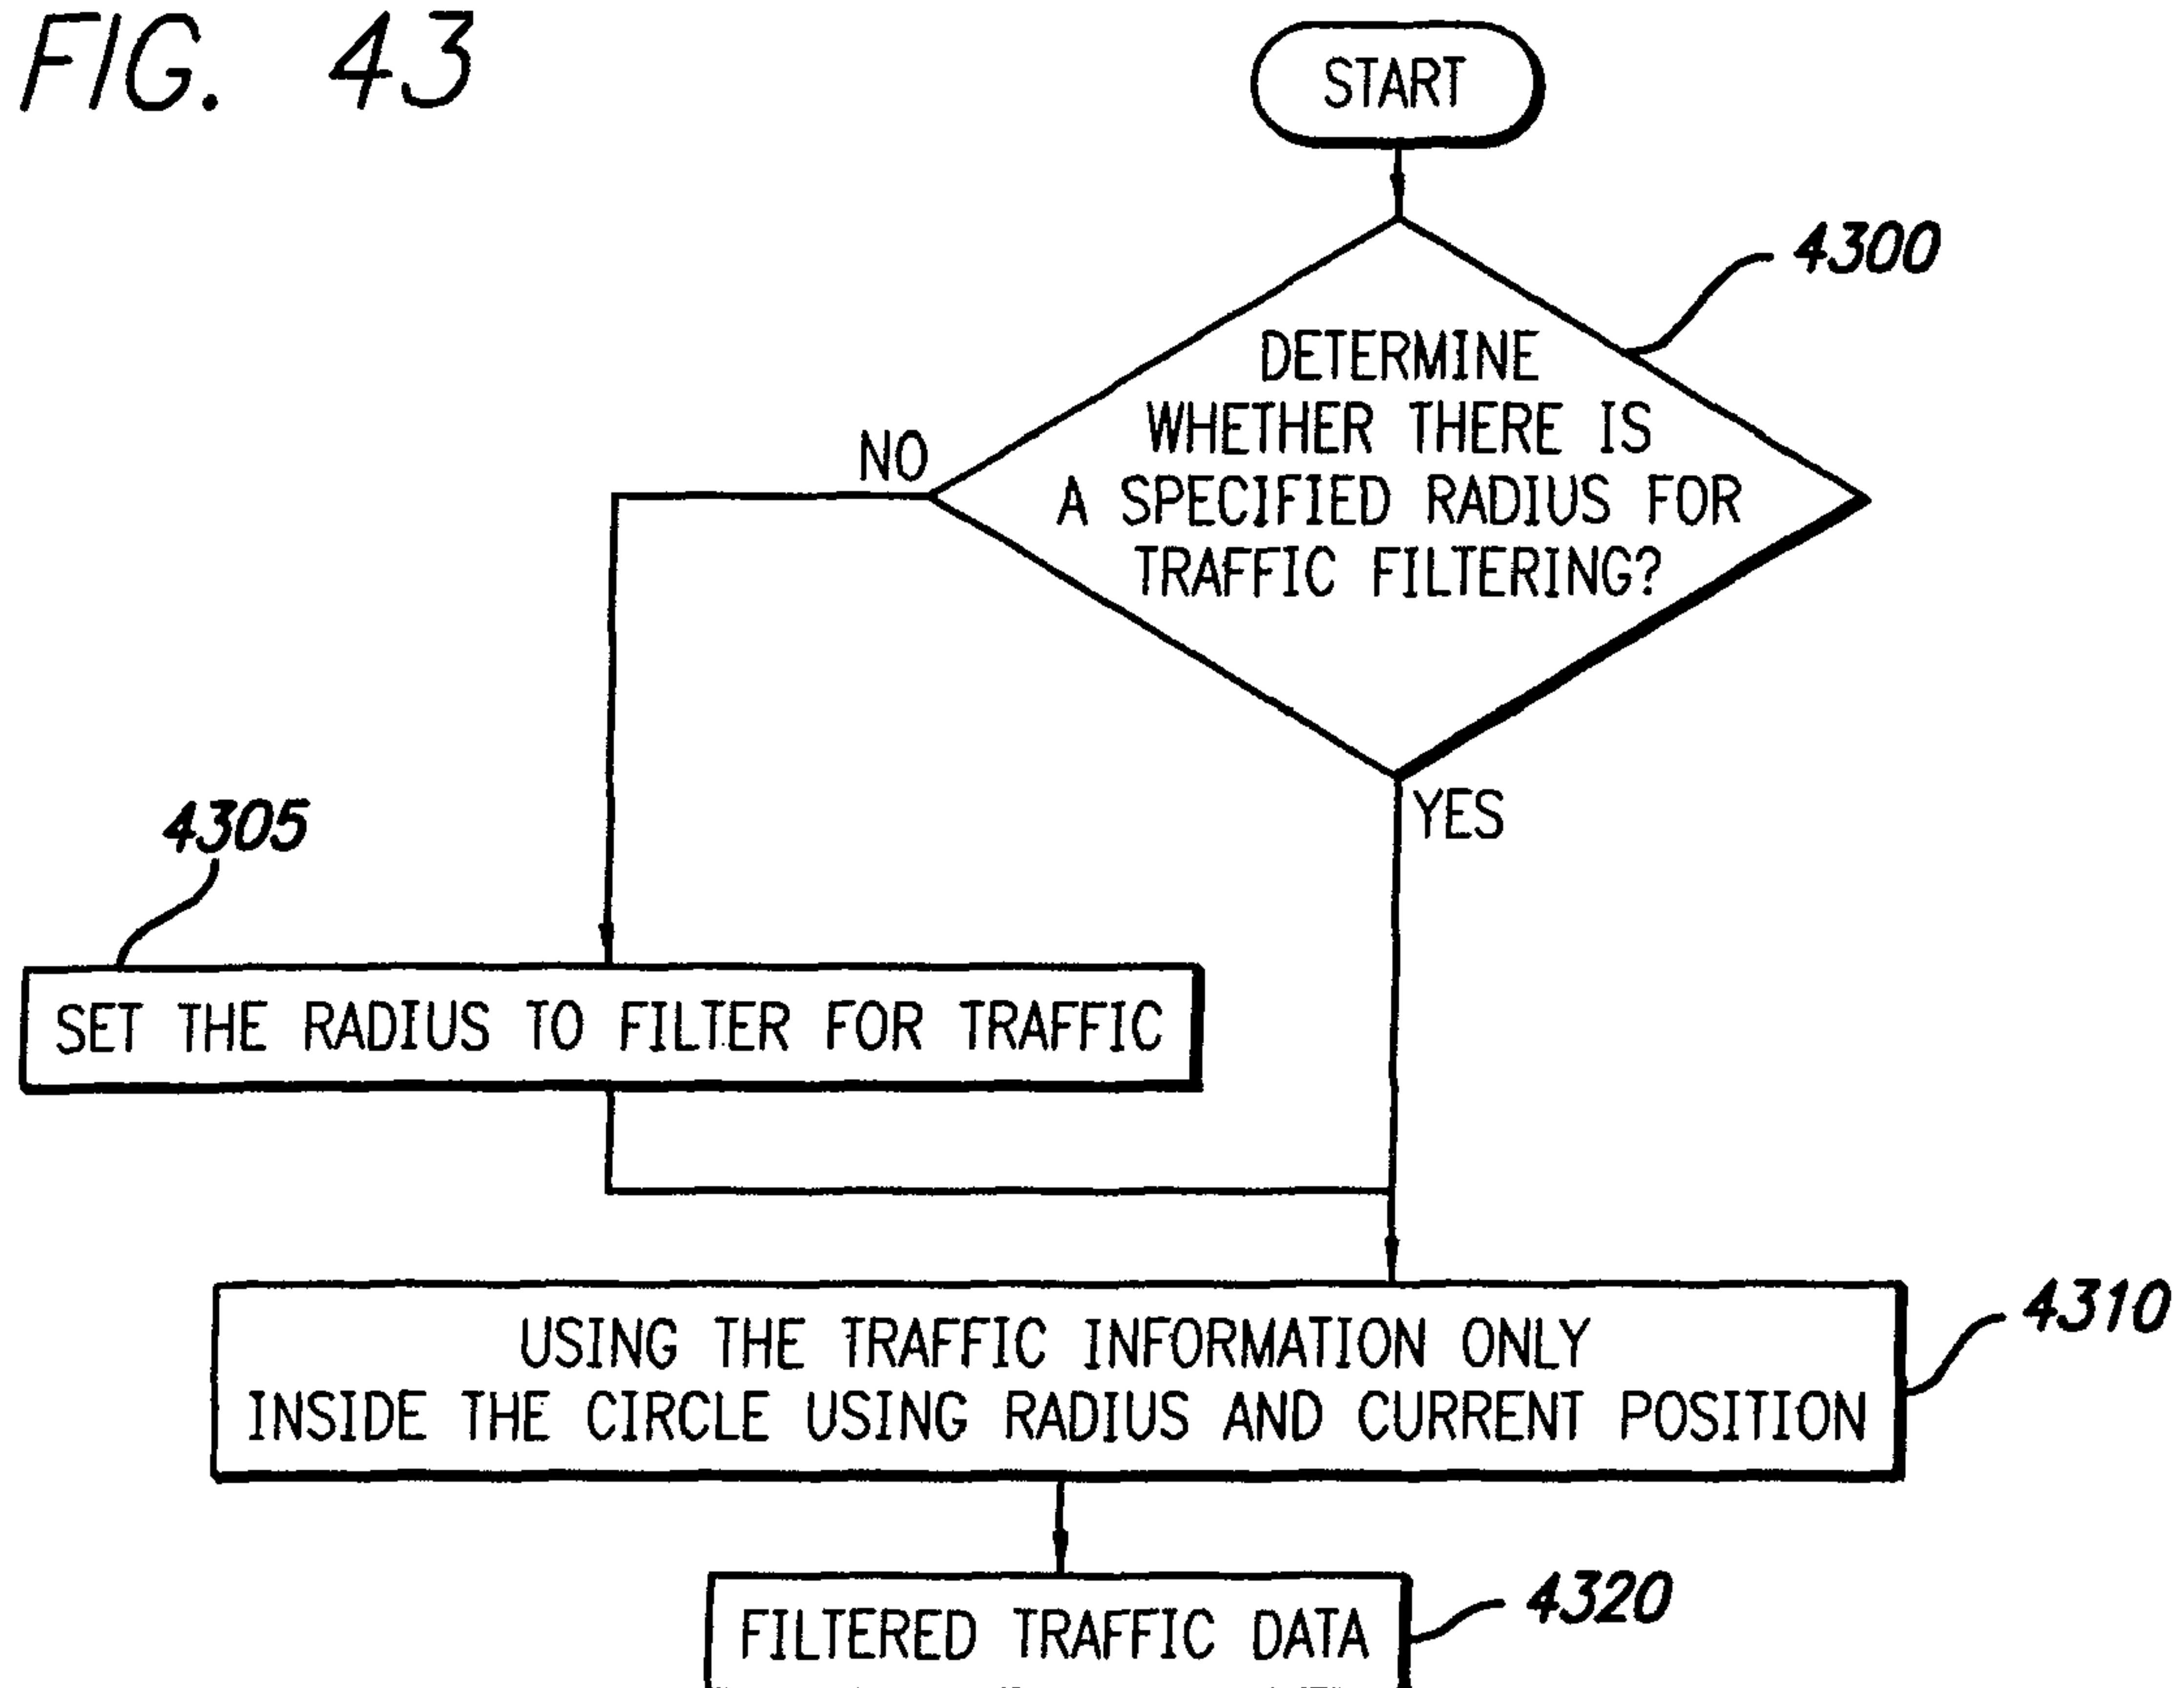 FIG. 43
START
4300
DETERMINE
WHETHER THERE IS
A SPECIFIED RADIUS FOR
TRAFFIC FILTERING?
NO
YES
4305
SET THE RADIUS TO FILTER FOR TRAFFIC
USING THE TRAFFIC INFORMATION ONLY
INSIDE THE CIRCLE USING RADIUS AND CURRENT POSITION
4310
FILTERED TRAFFIC DATA
4320